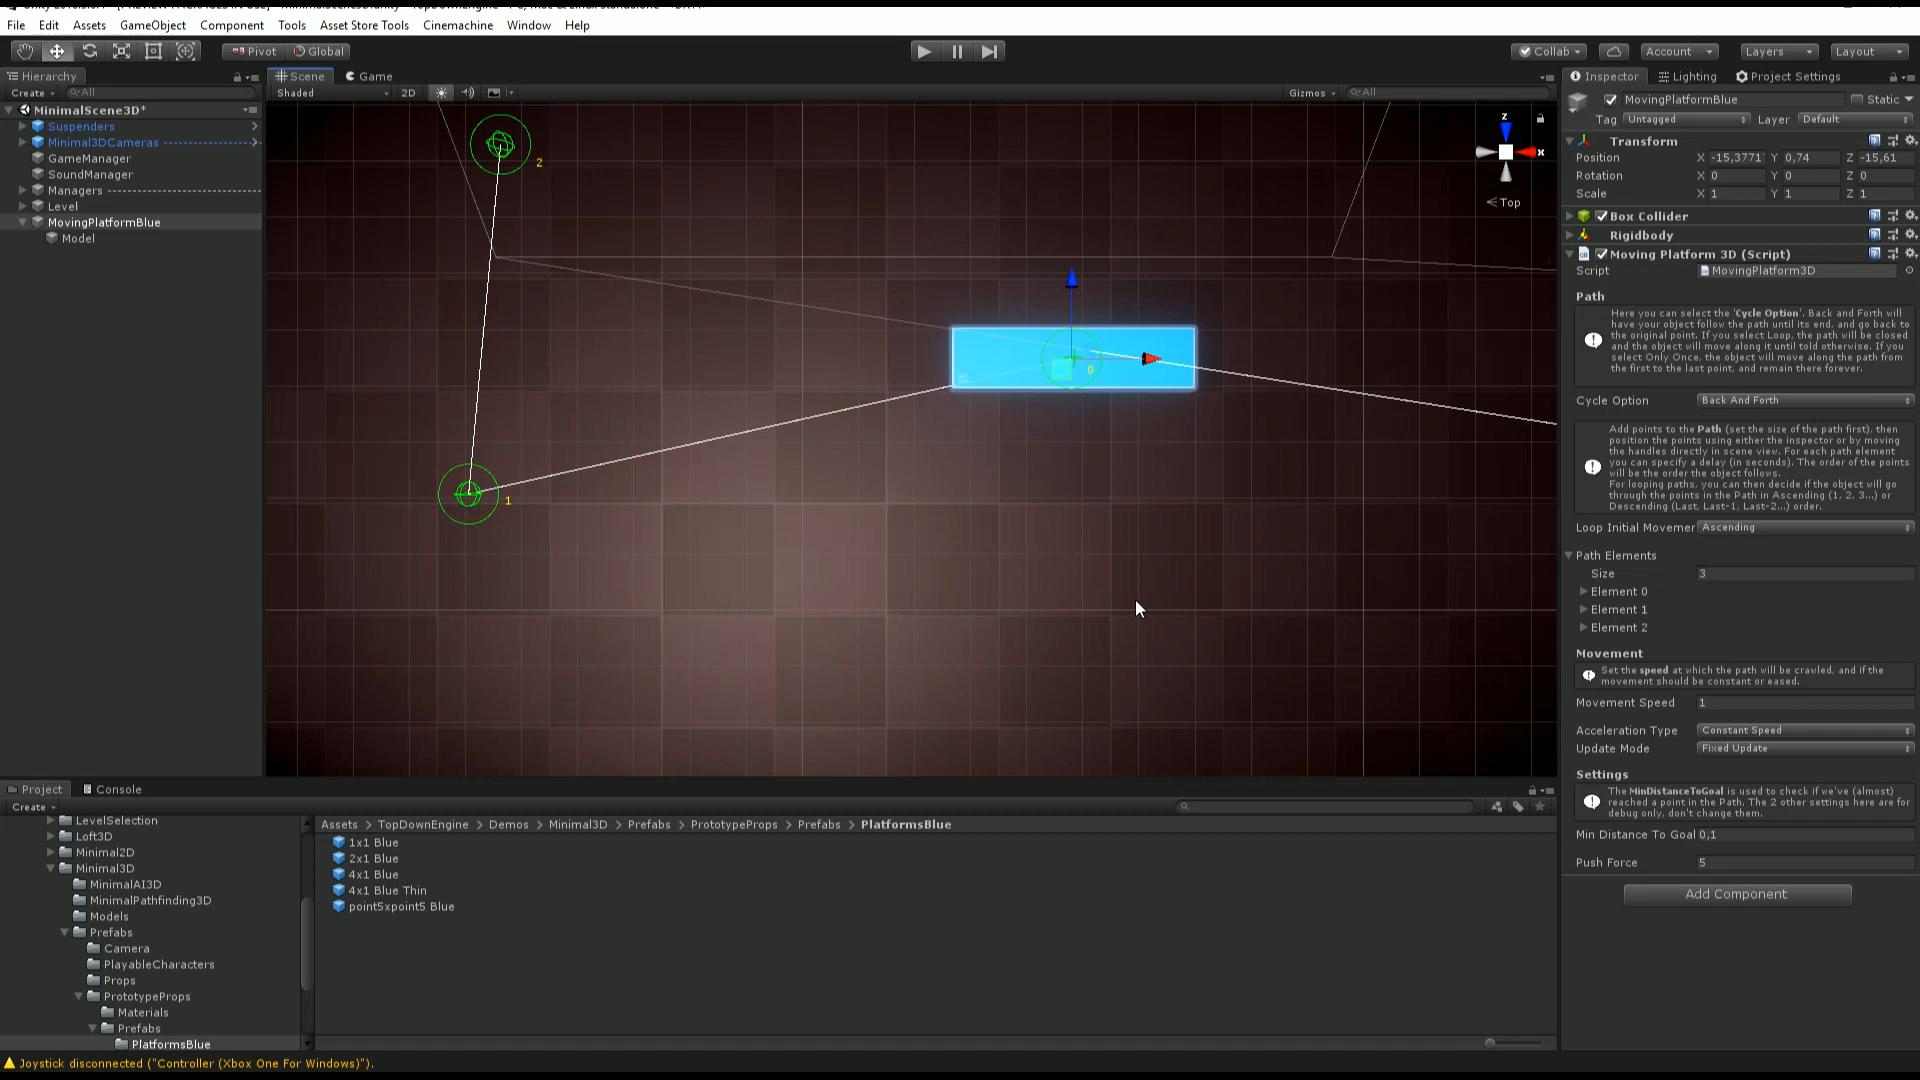 File Edit Assets GameObject Component Tools Asset Store Tools Cinemachine Window Help
Pivot Global Collab Account Layers Layout
Hierarchy
Create All
MinimalScene3D*
Suspenders
Minimal3DCameras
GameManager
SoundManager
Managers
Level
MovingPlatformBlue
Model
Scene Game
Shaded 2D Gizmos All
2
1
0
z
x
Top
Inspector Lighting Project Settings
MovingPlatformBlue Static
Tag Untagged Layer Default
Transform
Position X -15,3771 Y 0,74 Z -15,61
Rotation X 0 Y 0 Z 0
Scale X 1 Y 1 Z 1
Box Collider
Rigidbody
Moving Platform 3D (Script)
Script MovingPlatform3D
Path
Here you can select the 'Cycle Option'. Back and Forth will
have your object follow the path until its end, and go back to
the original point. If you select Loop, the path will be closed
and the object will move along it until told otherwise. If you
select Only Once, the object will move along the path from
the first to the last point, and remain there forever.
Cycle Option Back And Forth
Add points to the Path (set the size of the path first), then
position the points using either the inspector or by moving
the handles directly in scene view. For each path element
you can specify a delay (in seconds). The order of the points
will be the order the object follows.
For looping paths, you can then decide if the object will go
through the points in the Path in Ascending (1, 2, 3...) or
Descending (Last, Last-1, Last-2...) order.
Loop Initial Movemer Ascending
Path Elements
Size 3
Element 0
Element 1
Element 2
Movement
Set the speed at which the path will be crawled, and if the
movement should be constant or eased.
Movement Speed 1
Acceleration Type Constant Speed
Update Mode Fixed Update
Settings
The MinDistanceToGoal is used to check if we've (almost)
reached a point in the Path. The 2 other settings here are for
debug only, don't change them.
Min Distance To Goal 0,1
Push Force 5
Add Component
Project Console
Create
LevelSelection
Loft3D
Minimal2D
Minimal3D
MinimalAI3D
MinimalPathfinding3D
Models
Prefabs
Camera
PlayableCharacters
Props
PrototypeProps
Materials
Prefabs
PlatformsBlue
Assets > TopDownEngine > Demos > Minimal3D > Prefabs > PrototypeProps > Prefabs > PlatformsBlue
1x1 Blue
2x1 Blue
4x1 Blue
4x1 Blue Thin
point5xpoint5 Blue
Joystick disconnected ("Controller (Xbox One For Windows)").